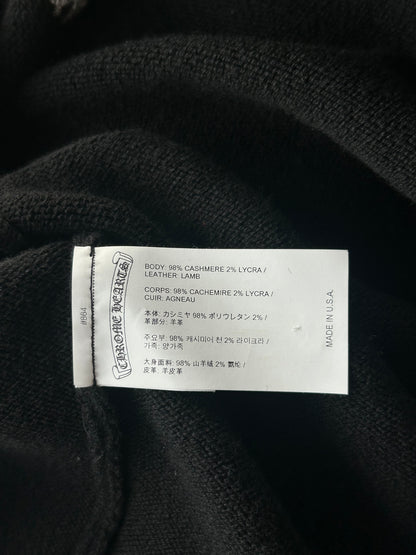 #664
CHROME HEARTS
BODY: 98% CASHMERE 2% LYCRA /
LEATHER: LAMB
CORPS: 98% CACHEMIRE 2% LYCRA /
CUIR: AGNEAU
本体: カシミヤ 98% ポリウレタン 2% /
革部分: 羊革
주요부: 98% 캐시미어 천 2% 라이크라 /
가죽: 양가죽
大身面料: 98% 山羊绒 2% 氨纶 /
皮革: 羊皮革
MADE IN U.S.A.